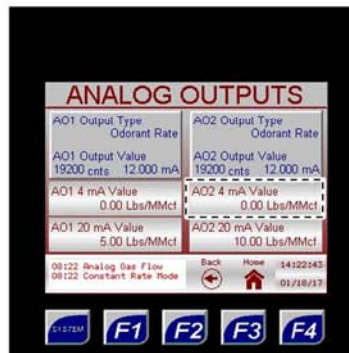 ANALOG OUTPUTS
AO1 Output Type
Odorant Rate
AO1 Output Value
19200 cnts 12.000 mA
AO2 Output Type
Odorant Rate
AO2 Output Value
19200 cnts 12.000 mA
AO1 4 mA Value
0.00 Lbs/MMcf
AO2 4 mA Value
0.00 Lbs/MMcf
AO1 20 mA Value
5.00 Lbs/MMcf
AO2 20 mA Value
10.00 Lbs/MMcf
08:22 Analog Gas Flow
08:22 Constant Rate Mode
Back
Home
14:22:43
01/18/17
SYSTEM F1 F2 F3 F4